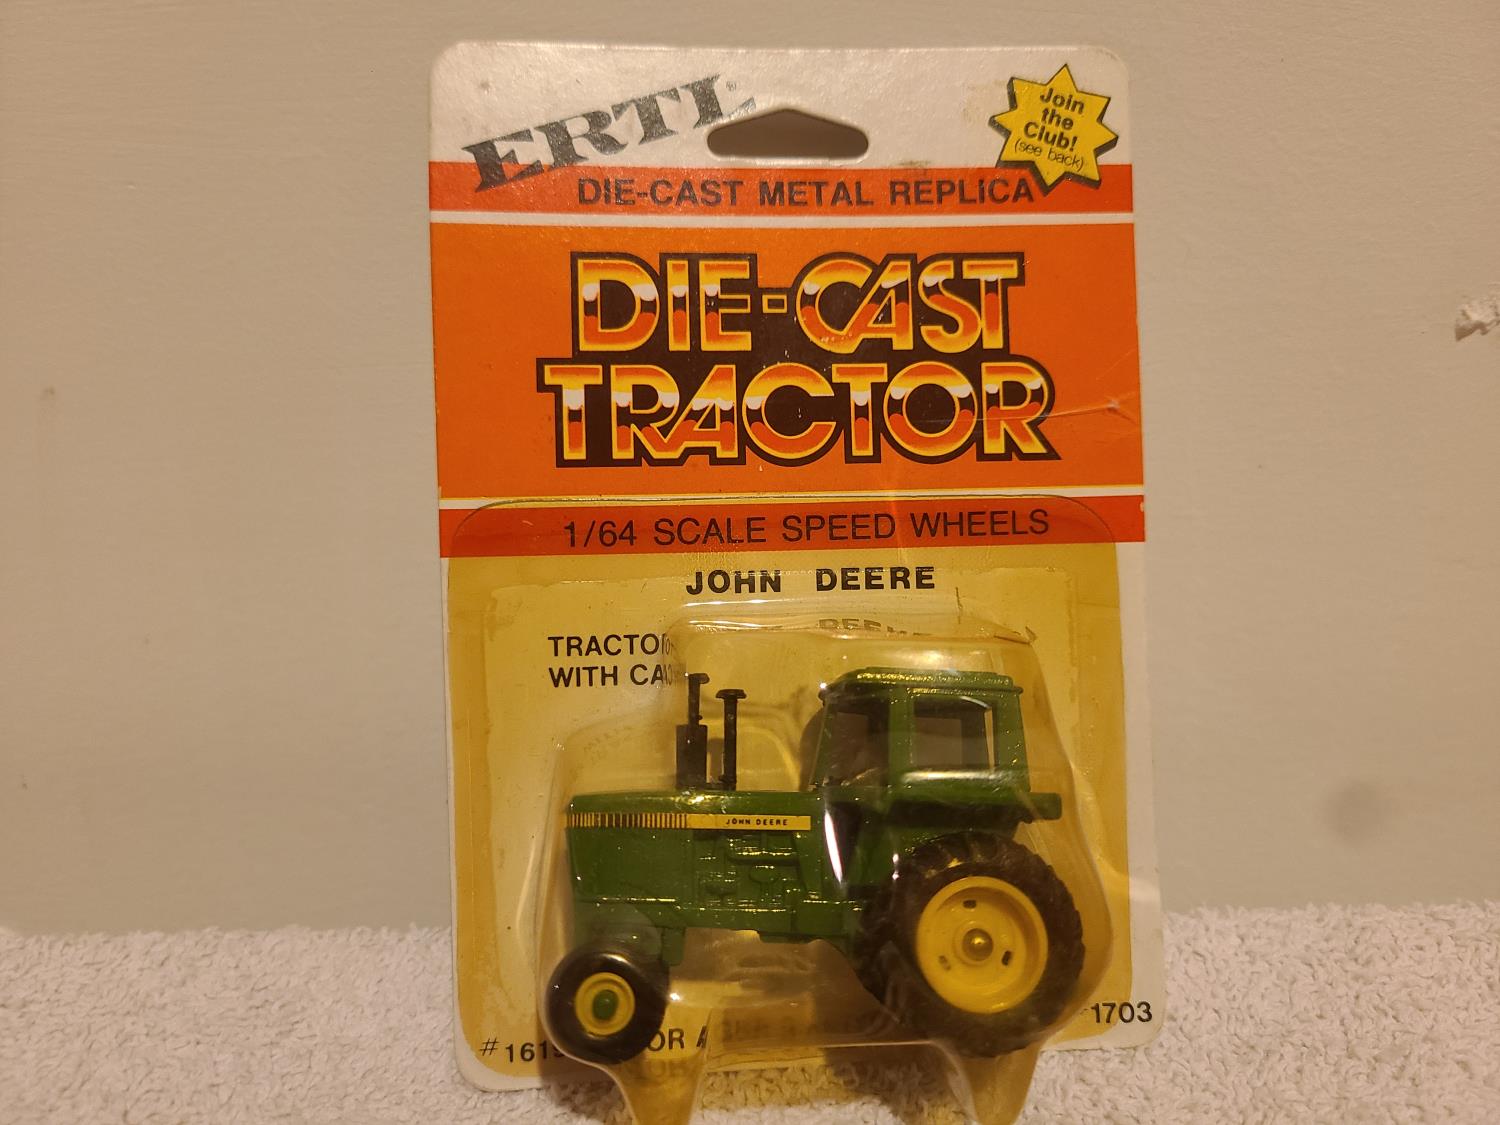 ERTL®
Join
the
Club!
(see back)
DIE-CAST METAL REPLICA
DIE-CAST
TRACTOR
1/64 SCALE SPEED WHEELS
JOHN DEERE
WITH
JOHN DEERE
1703